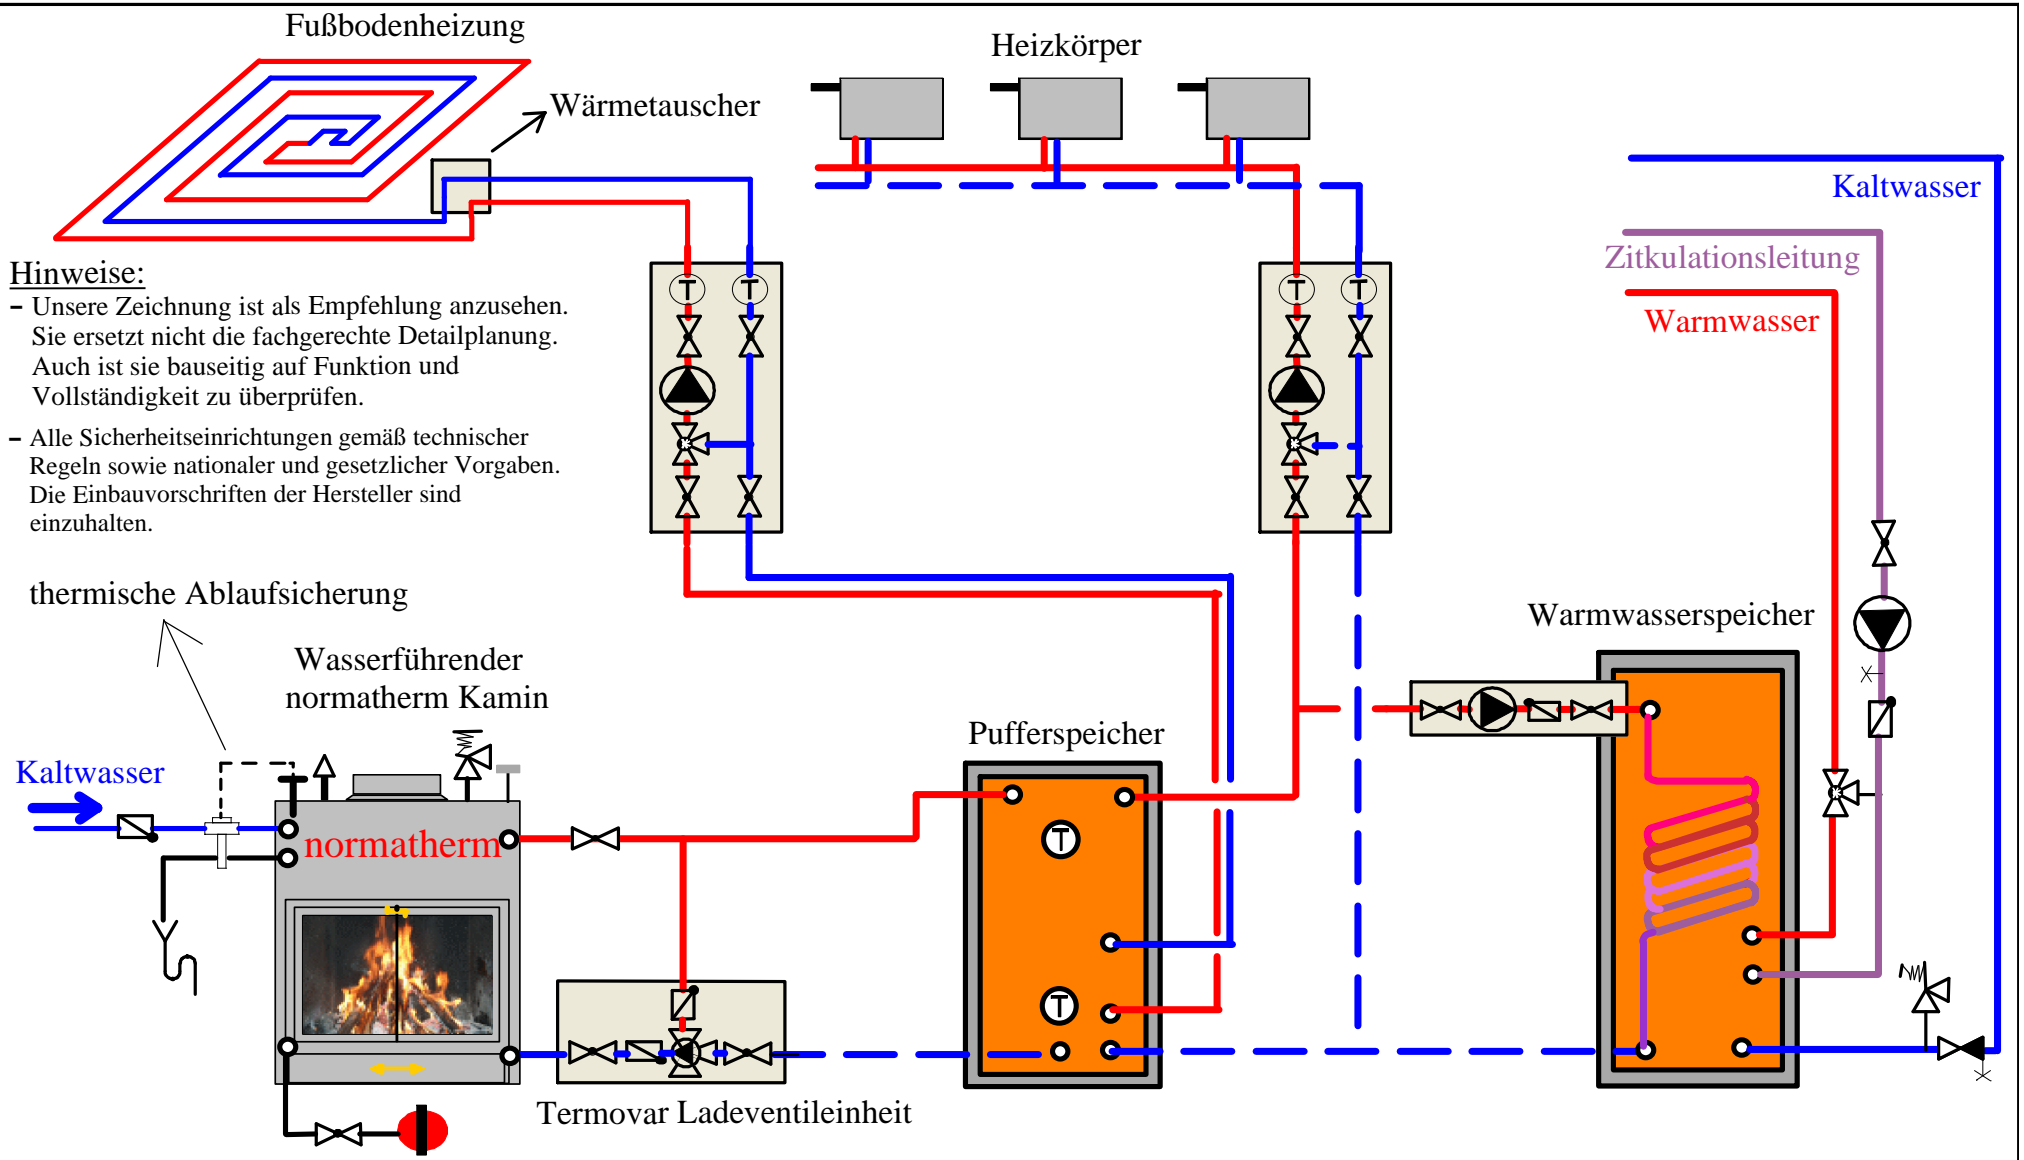 Fußbodenheizung
Heizkörper
Wärmetauscher
Kaltwasser
Zitkulationsleitung
Warmwasser
Hinweise:
- Unsere Zeichnung ist als Empfehlung anzusehen.
Sie ersetzt nicht die fachgerechte Detailplanung.
Auch ist sie bauseitig auf Funktion und
Vollständigkeit zu überprüfen.
- Alle Sicherheitseinrichtungen gemäß technischer
Regeln sowie nationaler und gesetzlicher Vorgaben.
Die Einbauvorschriften der Hersteller sind
einzuhalten.
T
T
T
T
thermische Ablaufsicherung
Wasserführender
normatherm Kamin
Warmwasserspeicher
Pufferspeicher
Kaltwasser
normatherm
T
T
Termovar Ladeventileinheit